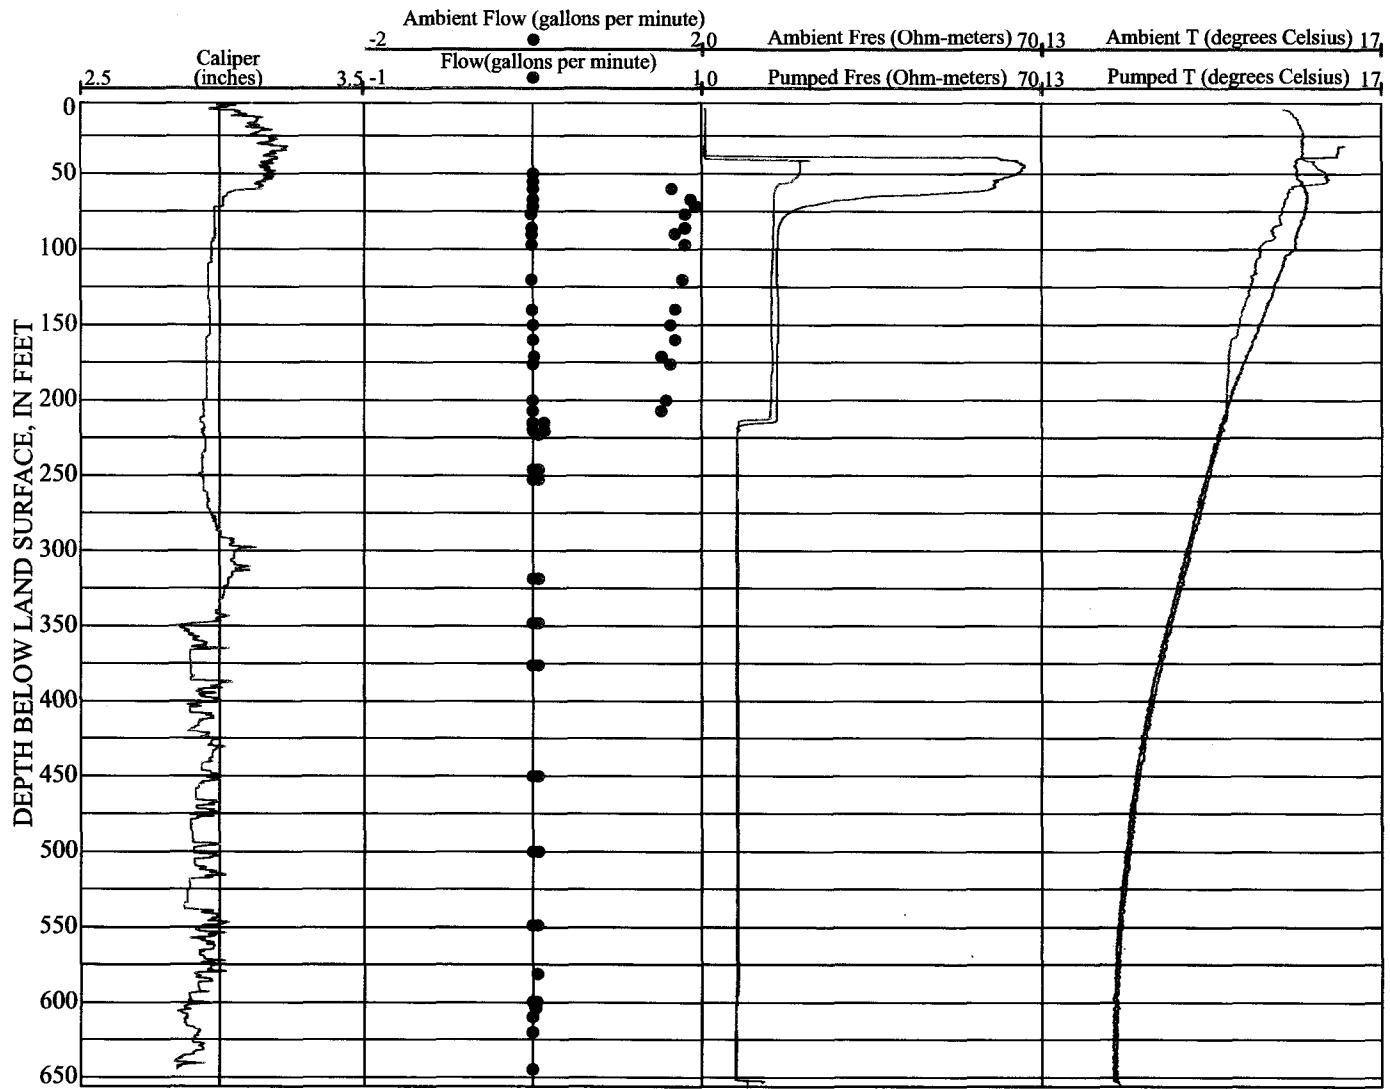 Ambient Flow (gallons per minute)
-2 2 0 Ambient Fres (Ohm-meters) 70 13 Ambient T (degrees Celsius) 17
Caliper
(inches)
Flow(gallons per minute)
2.5 3.5 -1 1 0 Pumped Fres (Ohm-meters) 70 13 Pumped T (degrees Celsius) 17
DEPTH BELOW LAND SURFACE, IN FEET
0
50
100
150
200
250
300
350
400
450
500
550
600
650